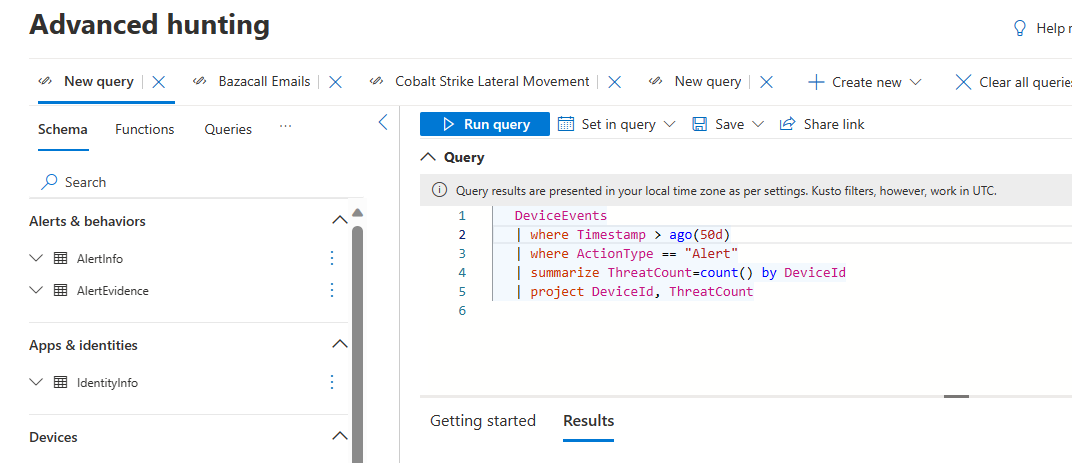 Advanced hunting
Help
New query
Bazacall Emails
Cobalt Strike Lateral Movement
New query
Create new
Clear all querie
Schema
Functions
Queries
...
Search
Alerts & behaviors
AlertInfo
AlertEvidence
Apps & identities
IdentityInfo
Devices
Run query
Set in query
Save
Share link
Query
Query results are presented in your local time zone as per settings. Kusto filters, however, work in UTC.
1 DeviceEvents
2 | where Timestamp > ago(50d)
3 | where ActionType == "Alert"
4 | summarize ThreatCount=count() by DeviceId
5 | project DeviceId, ThreatCount
6
Getting started
Results